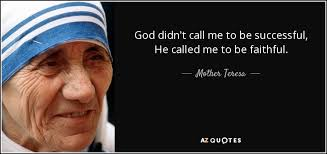 God didn't call me to be successful,
He called me to be faithful.
Mother Teresa
AZ QUOTES